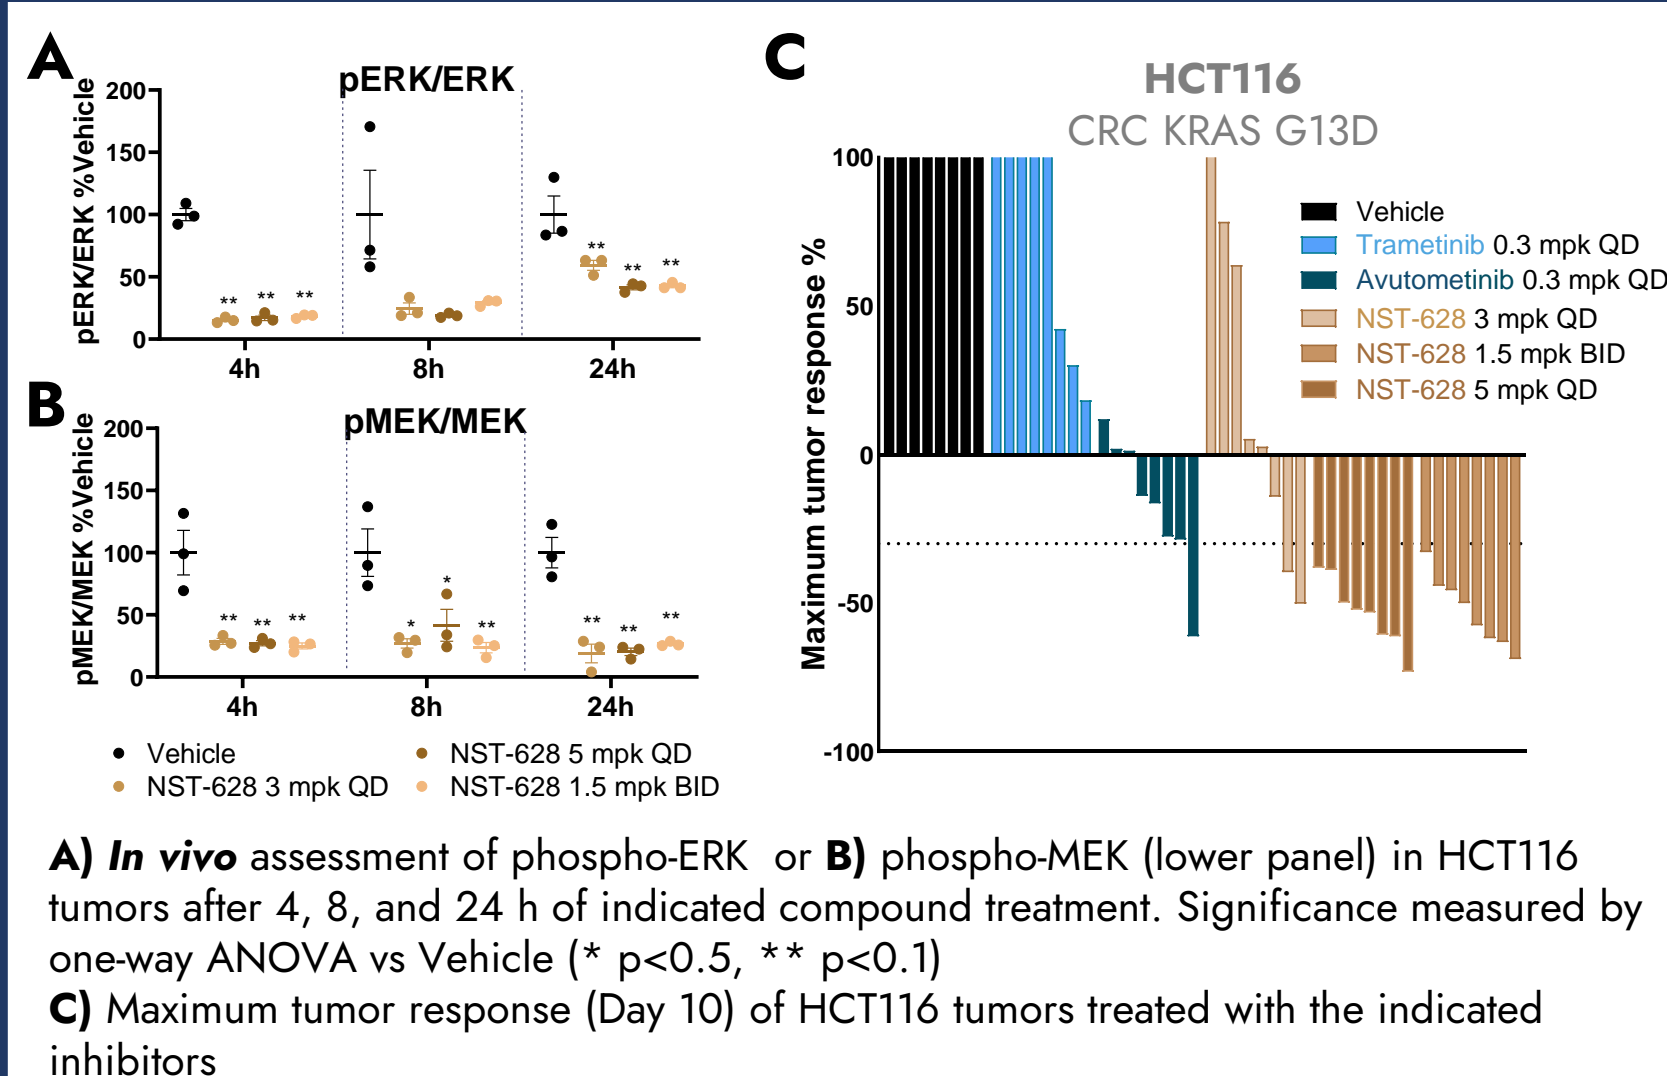 A
pERK/ERK
pERK/ERK %Vehicle
200
150
100
50
0
** ** **
** ** **
4h 8h 24h
B
pMEK/MEK
pMEK/MEK %Vehicle
200
150
100
50
0
** ** **
* * **
** ** **
4h 8h 24h
Vehicle
NST-628 3 mpk QD
NST-628 5 mpk QD
NST-628 1.5 mpk BID
C
HCT116
CRC KRAS G13D
Maximum tumor response %
100
50
0
-50
-100
Vehicle
Trametinib 0.3 mpk QD
Avutometinib 0.3 mpk QD
NST-628 3 mpk QD
NST-628 1.5 mpk BID
NST-628 5 mpk QD
A) In vivo assessment of phospho-ERK or B) phospho-MEK (lower panel) in HCT116
tumors after 4, 8, and 24 h of indicated compound treatment. Significance measured by
one-way ANOVA vs Vehicle (* p<0.5, ** p<0.1)
C) Maximum tumor response (Day 10) of HCT116 tumors treated with the indicated
inhibitors